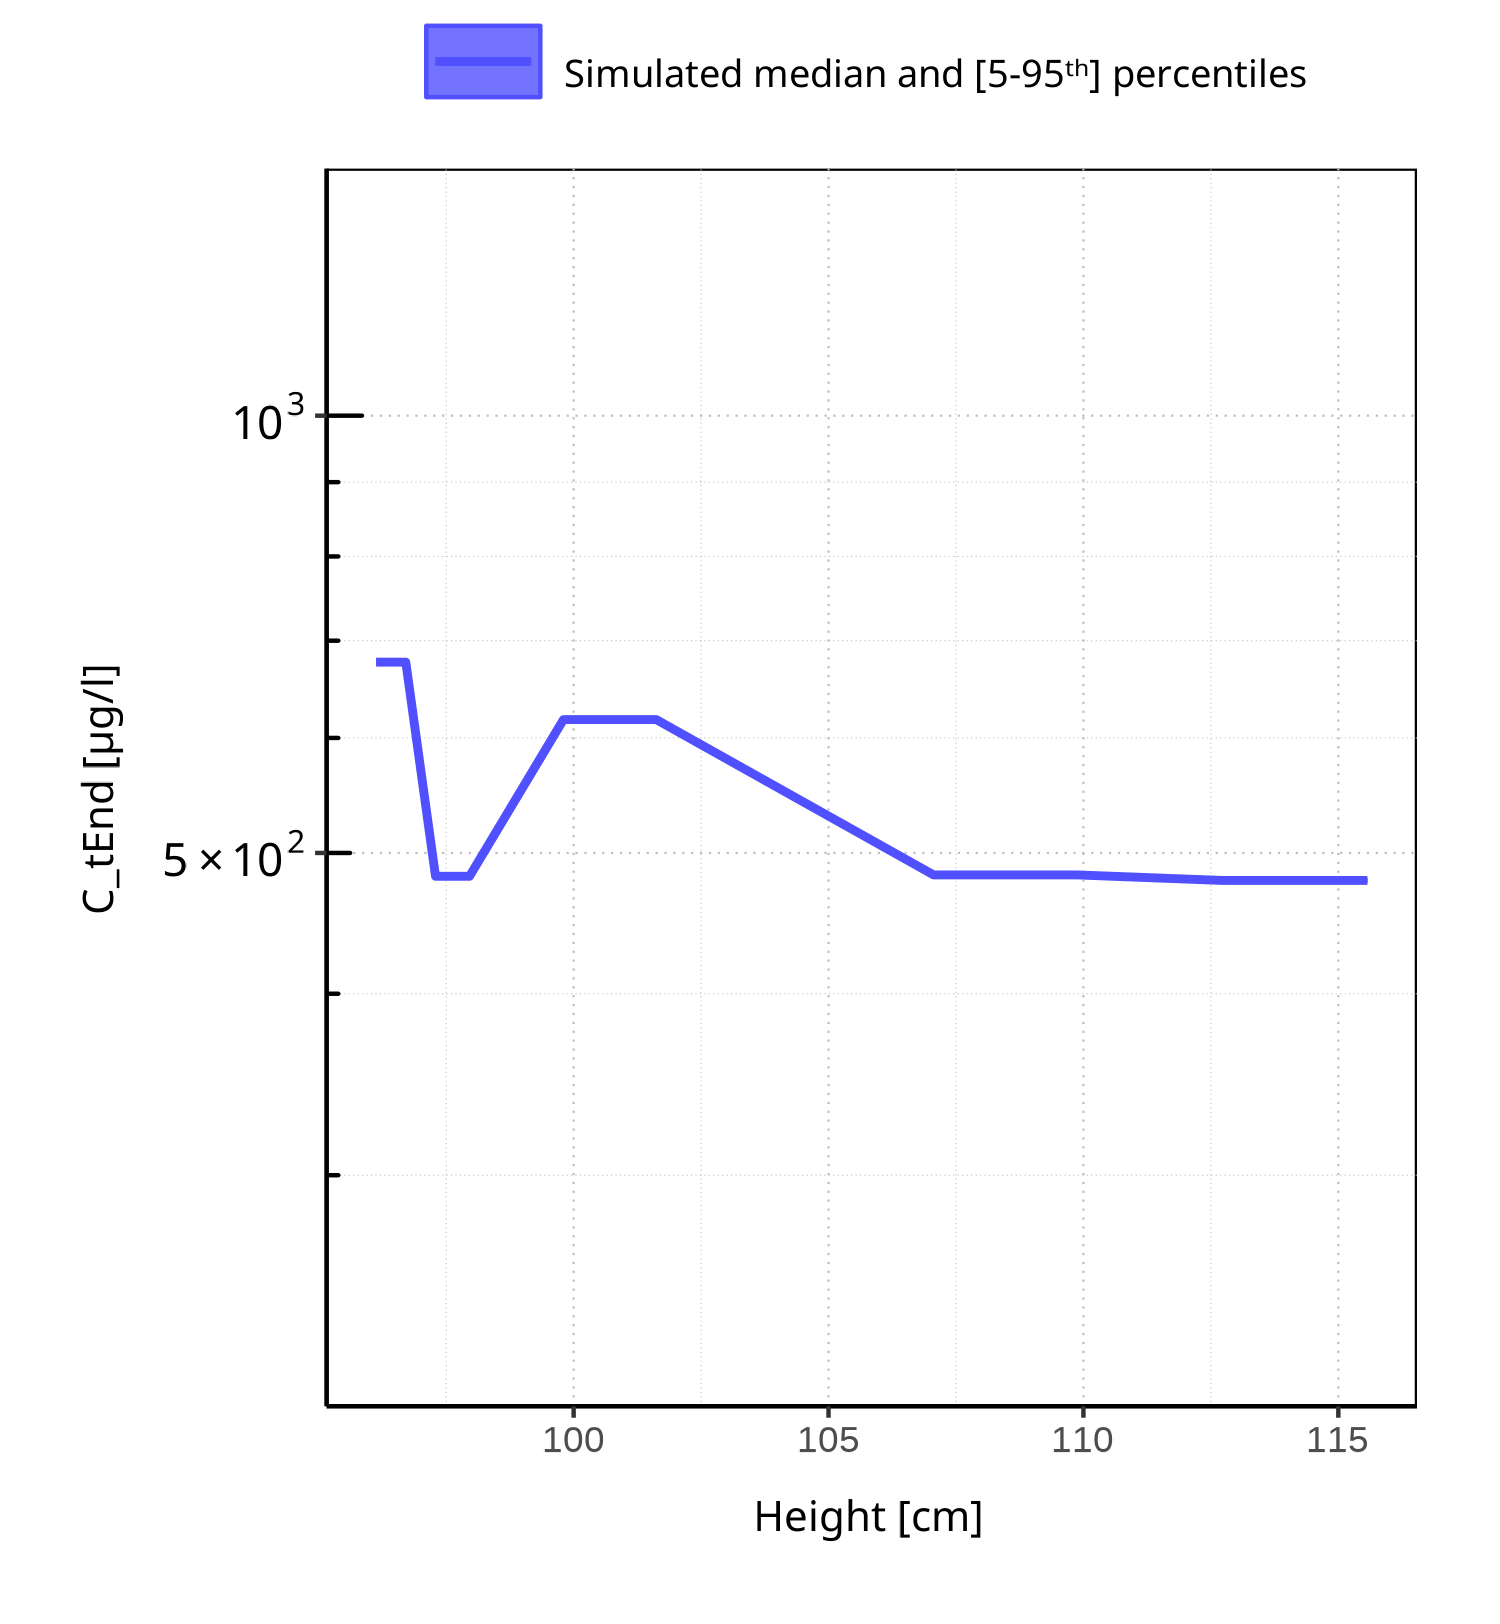 Simulated median and [5-95ᵗʰ] percentiles
10³
5 × 10²
C_tEnd [µg/l]
100 105 110 115
Height [cm]